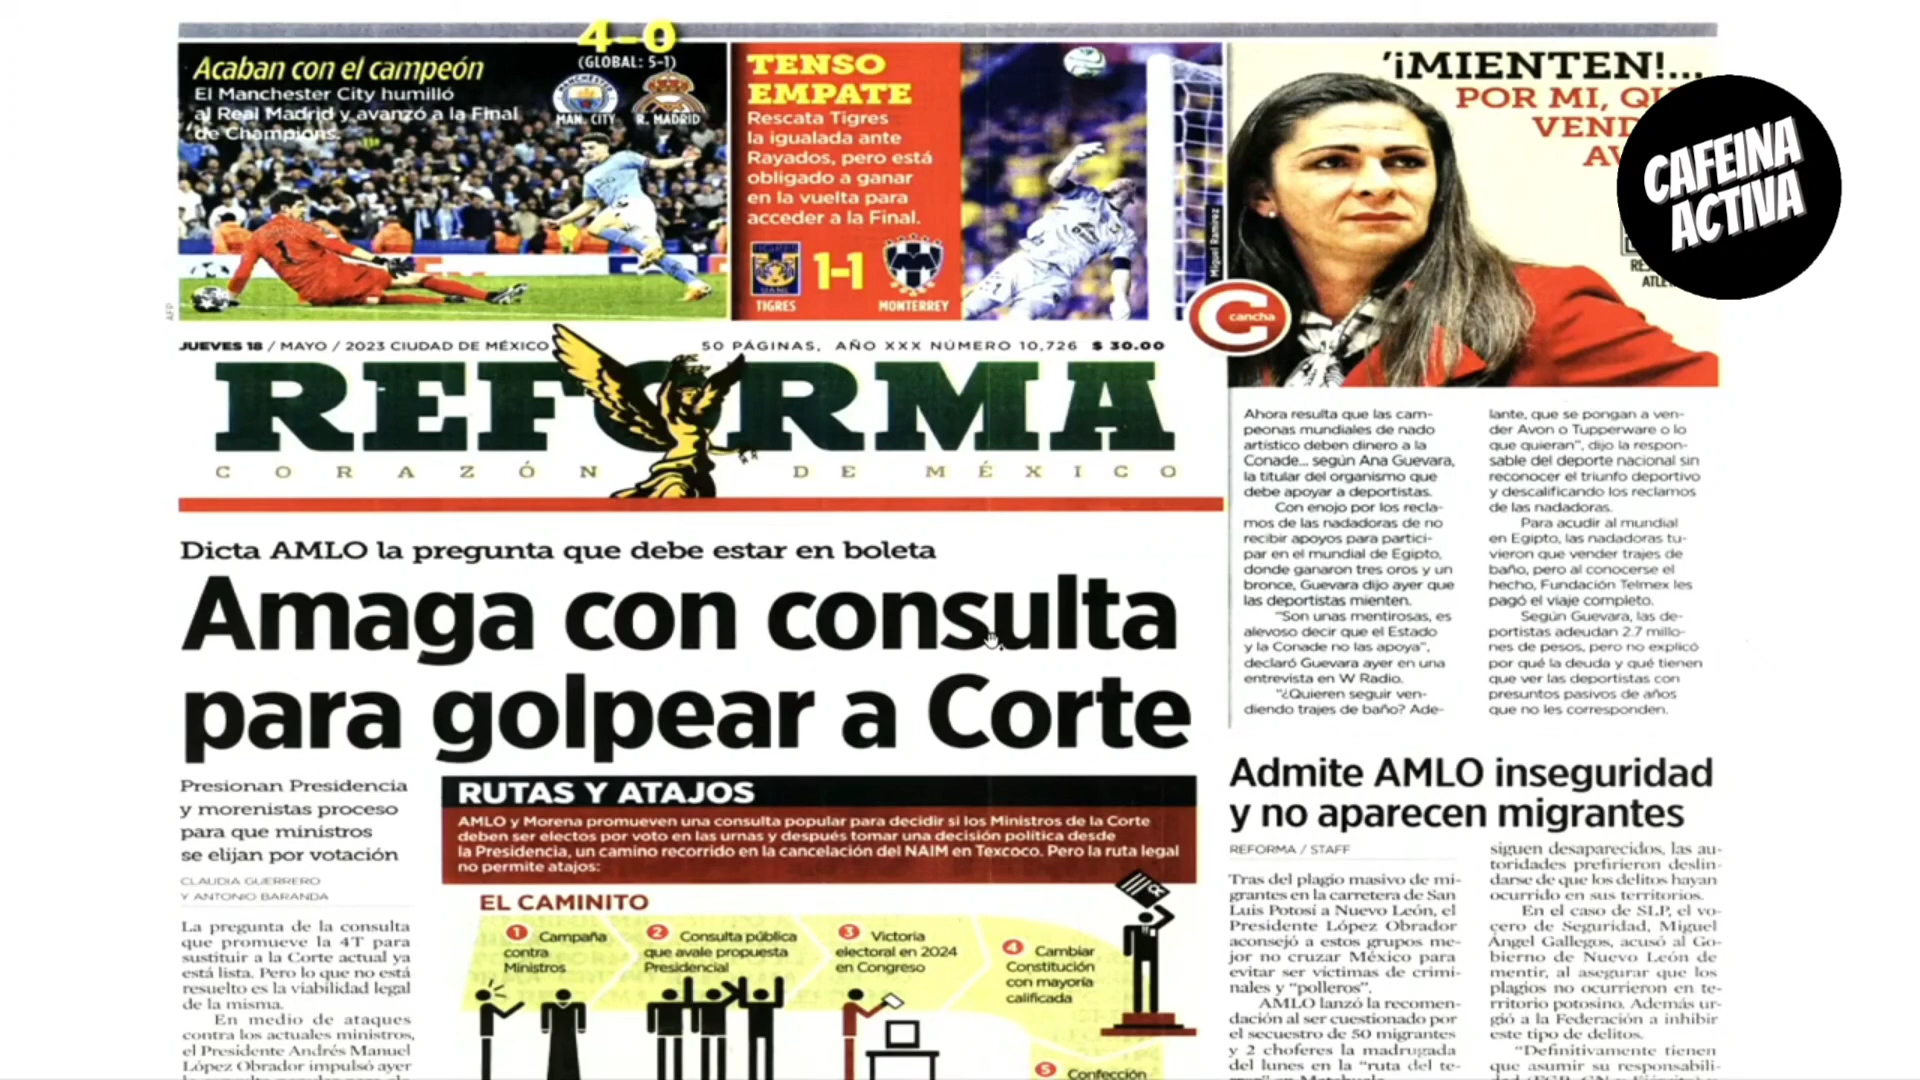 Acaban con el campeón
El Manchester City humilló
al Real Madrid y avanzó a la Final
de Champions.
4-0
(GLOBAL: 5-1)
MANCHESTER
CITY
MAN. CITY
R. MADRID
1
AFP
TENSO
EMPATE
Rescata Tigres
la igualada ante
Rayados, pero está
obligado a ganar
en la vuelta para
acceder a la Final.
TIGRES
UANL
1-1
TIGRES
MONTERREY
Miguel Ramírez
'¡MIENTEN!...
POR MI,
CAFEINA
ACTIVA
C
cancha
JUEVES 18 / MAYO / 2023 CIUDAD DE MÉXICO
50 PÁGINAS, AÑO XXX NÚMERO 10,726 $ 30.00
REFORMA
CORAZÓN DE MÉXICO
Ahora resulta que las cam-
peonas mundiales de nado
artístico deben dinero a la
Conade... según Ana Guevara,
la titular del organismo que
debe apoyar a deportistas.
Con enojo por los recla-
mos de las nadadoras de no
recibir apoyos para partici-
par en el mundial de Egipto,
donde ganaron tres oros y un
bronce, Guevara dijo ayer que
las deportistas mienten.
"Son unas mentirosas, es
alevoso decir que el Estado
y la Conade no las apoya",
declaró Guevara ayer en una
entrevista en W Radio.
"¿Quieren seguir ven-
diendo trajes de baño? Ade-
lante, que se pongan a ven-
der Avon o Tupperware o lo
que quieran", dijo la respon-
sable del deporte nacional sin
reconocer el triunfo deportivo
y descalificando los reclamos
de las nadadoras.
Para acudir al mundial
en Egipto, las nadadoras tu-
vieron que vender trajes de
baño, pero al conocerse el
hecho, Fundación Telmex les
pagó el viaje completo.
Según Guevara, las de-
portistas adeudan 2.7 millo-
nes de pesos, pero no explicó
por qué la deuda y qué tienen
que ver las deportistas con
presuntos pasivos de años
que no les corresponden.
Dicta AMLO la pregunta que debe estar en boleta
Amaga con consulta
para golpear a Corte
Presionan Presidencia
y morenistas proceso
para que ministros
se elijan por votación
CLAUDIA GUERRERO
Y ANTONIO BARANDA
La pregunta de la consulta
que promueve la 4T para
sustituir a la Corte actual ya
está lista. Pero lo que no está
resuelto es la viabilidad legal
de la misma.
En medio de ataques
contra los actuales ministros,
el Presidente Andrés Manuel
López Obrador impulsó ayer
RUTAS Y ATAJOS
AMLO y Morena promueven una consulta popular para decidir si los Ministros de la Corte
deben ser electos por voto en las urnas y después tomar una decisión política desde
la Presidencia, un camino recorrido en la cancelación del NAIM en Texcoco. Pero la ruta legal
no permite atajos:
EL CAMINITO
1 Campaña
contra
Ministros
2 Consulta pública
que avale propuesta
Presidencial
3 Victoria
electoral en 2024
en Congreso
4 Cambiar
Constitución
con mayoría
calificada
5 Confección
Admite AMLO inseguridad
y no aparecen migrantes
REFORMA / STAFF
Tras del plagio masivo de mi-
grantes en la carretera de San
Luis Potosí a Nuevo León, el
Presidente López Obrador
aconsejó a estos grupos me-
jor no cruzar México para
evitar ser víctimas de crimi-
nales y "polleros".
AMLO lanzó la recomen-
dación al ser cuestionado por
el secuestro de 50 migrantes
y 2 choferes la madrugada
del lunes en la "ruta del te-
siguen desaparecidos, las au-
toridades prefirieron deslin-
darse de que los delitos hayan
ocurrido en sus territorios.
En el caso de SLP, el vo-
cero de Seguridad, Miguel
Ángel Gallegos, acusó al Go-
bierno de Nuevo León de
mentir, al asegurar que los
plagios no ocurrieron en te-
rritorio potosino. Además ur-
gió a la Federación a inhibir
este tipo de delitos.
"Definitivamente tienen
que asumir su responsabili-